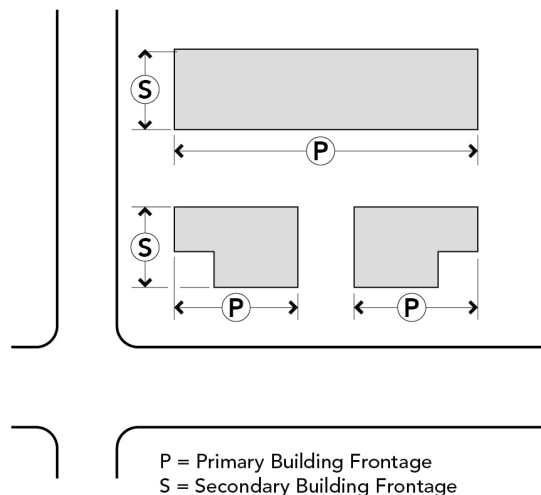 S
P
S
P
P
P = Primary Building Frontage
S = Secondary Building Frontage